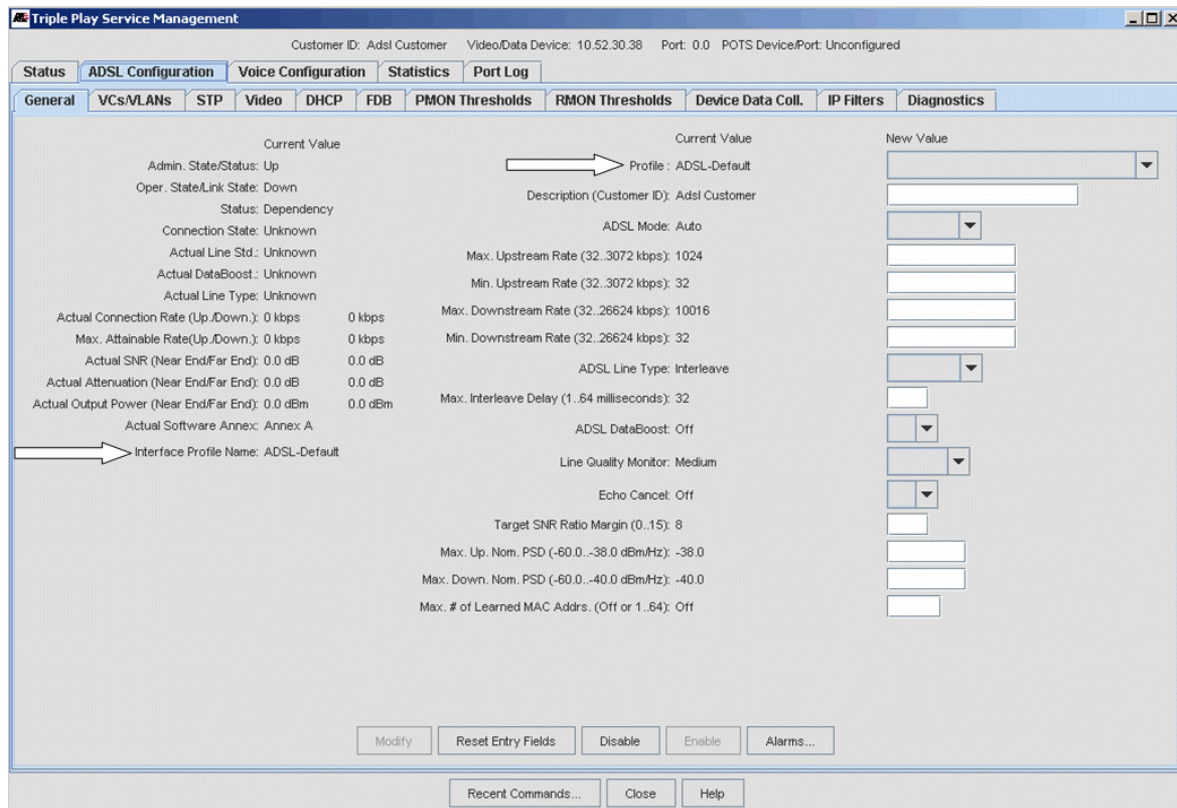 Triple Play Service Management
Customer ID: Adsl Customer Video/Data Device: 10.52.30.38 Port: 0.0 POTS Device/Port: Unconfigured
Status ADSL Configuration Voice Configuration Statistics Port Log
General VCs/VLANs STP Video DHCP FDB PMON Thresholds RMON Thresholds Device Data Coll. IP Filters Diagnostics
Current Value
Admin. State/Status: Up
Oper. State/Link State: Down
Status: Dependency
Connection State: Unknown
Actual Line Std.: Unknown
Actual DataBoost.: Unknown
Actual Line Type: Unknown
Actual Connection Rate (Up./Down.): 0 kbps 0 kbps
Max. Attainable Rate(Up./Down.): 0 kbps 0 kbps
Actual SNR (Near End/Far End): 0.0 dB 0.0 dB
Actual Attenuation (Near End/Far End): 0.0 dB 0.0 dB
Actual Output Power (Near End/Far End): 0.0 dBm 0.0 dBm
Actual Software Annex: Annex A
Interface Profile Name: ADSL-Default
Current Value New Value
Profile : ADSL-Default
Description (Customer ID): Adsl Customer
ADSL Mode: Auto
Max. Upstream Rate (32..3072 kbps): 1024
Min. Upstream Rate (32..3072 kbps): 32
Max. Downstream Rate (32..26624 kbps): 10016
Min. Downstream Rate (32..26624 kbps): 32
ADSL Line Type: Interleave
Max. Interleave Delay (1..64 milliseconds): 32
ADSL DataBoost: Off
Line Quality Monitor: Medium
Echo Cancel: Off
Target SNR Ratio Margin (0..15): 8
Max. Up. Nom. PSD (-60.0..-38.0 dBm/Hz): -38.0
Max. Down. Nom. PSD (-60.0..-40.0 dBm/Hz): -40.0
Max. # of Learned MAC Addrs. (Off or 1..64): Off
Modify Reset Entry Fields Disable Enable Alarms...
Recent Commands... Close Help